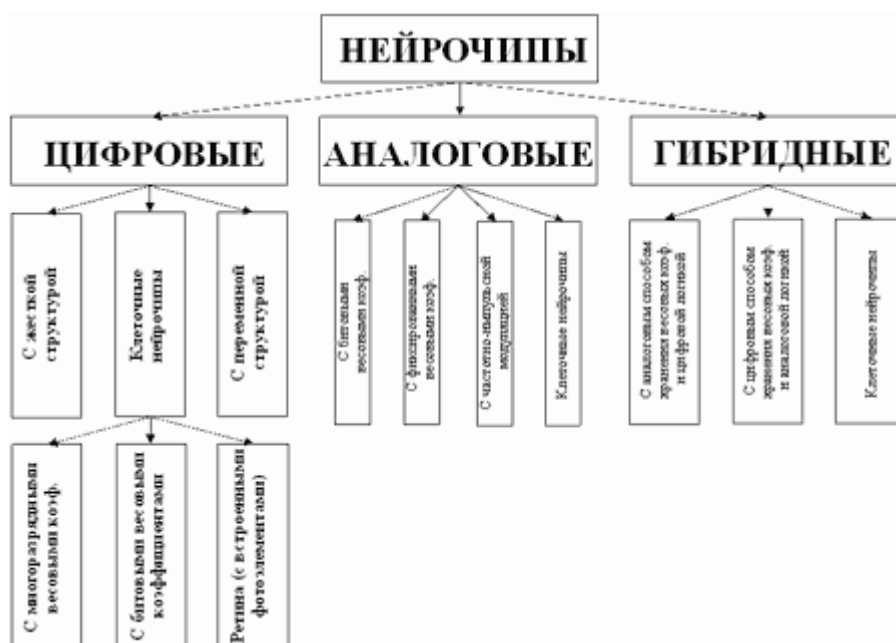 НЕЙРОЧИПЫ
ЦИФРОВЫЕ
АНАЛОГОВЫЕ
ГИБРИДНЫЕ
С жесткой
структурой
Клеточные
нейрочипы
С переменной
структурой
С битовыми
весовыми коэф.
С фиксированными
весовыми коэф.
С частотно-импульсной
модуляцией
Клеточные нейрочипы
С аналоговым способом
хранения весовых коэф.
и цифровой логикой
С цифровым способом
хранения весовых коэф.
и аналоговой логикой
Клеточные нейрочипы
С многоразрядными
весовыми коэф.
С битовыми весовыми
коэффициентами
Ретина (с встроенными
фотоэлементами)